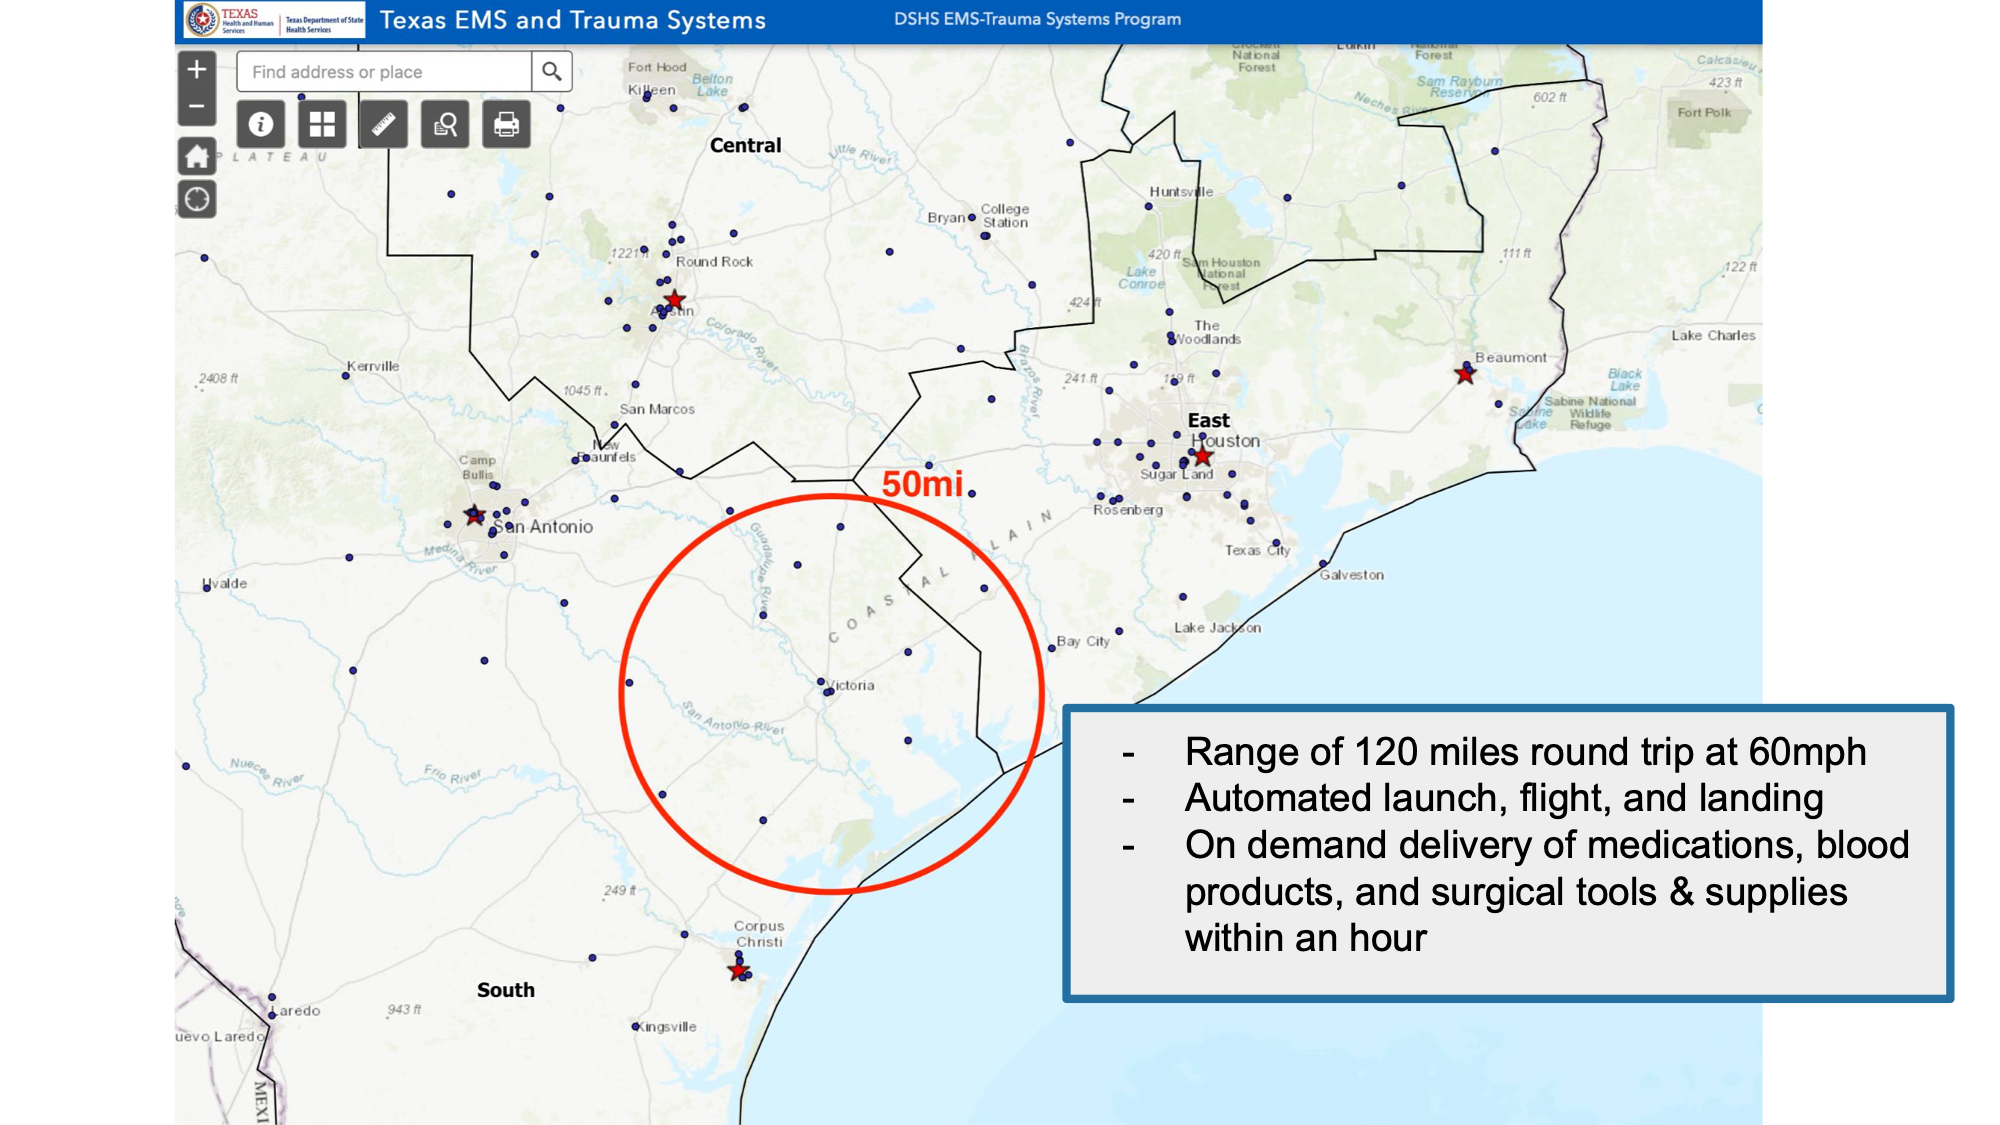 TEXAS
Health and Human
Services
Texas Department of State
Health Services
Texas EMS and Trauma Systems
DSHS EMS-Trauma Systems Program
Find address or place
PLATEAU
Fort Hood
Killeen
Belton
Lake
Central
Little River
Crockett
National
Forest
Lufkin
National
Forest
Sam Rayburn
Neches River
602 ft
Calcasieu
423 ft
Fort Polk
Huntsville
Bryan
College
Station
1221 ft
Round Rock
Austin
Colorado River
420 ft
Lake
Conroe
Sam Houston
National
Forest
111 ft
122 ft
424 ft
The
Woodlands
Brazos River
Lake Charles
Kerrville
2408 ft
1045 ft
San Marcos
241 ft
119 ft
Beaumont
Black
Lake
Sabine
Lake
Sabine National
Wildlife
Refuge
East
Houston
New
Braunfels
Camp
Bullis
50mi
Sugar Land
Rosenberg
San Antonio
Medina River
Guadalupe River
COASTAL PLAIN
Texas City
Galveston
Uvalde
Lake Jackson
Bay City
Victoria
San Antonio River
Nueces
River
Frio River
249 ft
Corpus
Christi
South
Laredo
943 ft
Kingsville
uevo Laredo
MEXI
- Range of 120 miles round trip at 60mph
- Automated launch, flight, and landing
- On demand delivery of medications, blood
products, and surgical tools & supplies
within an hour